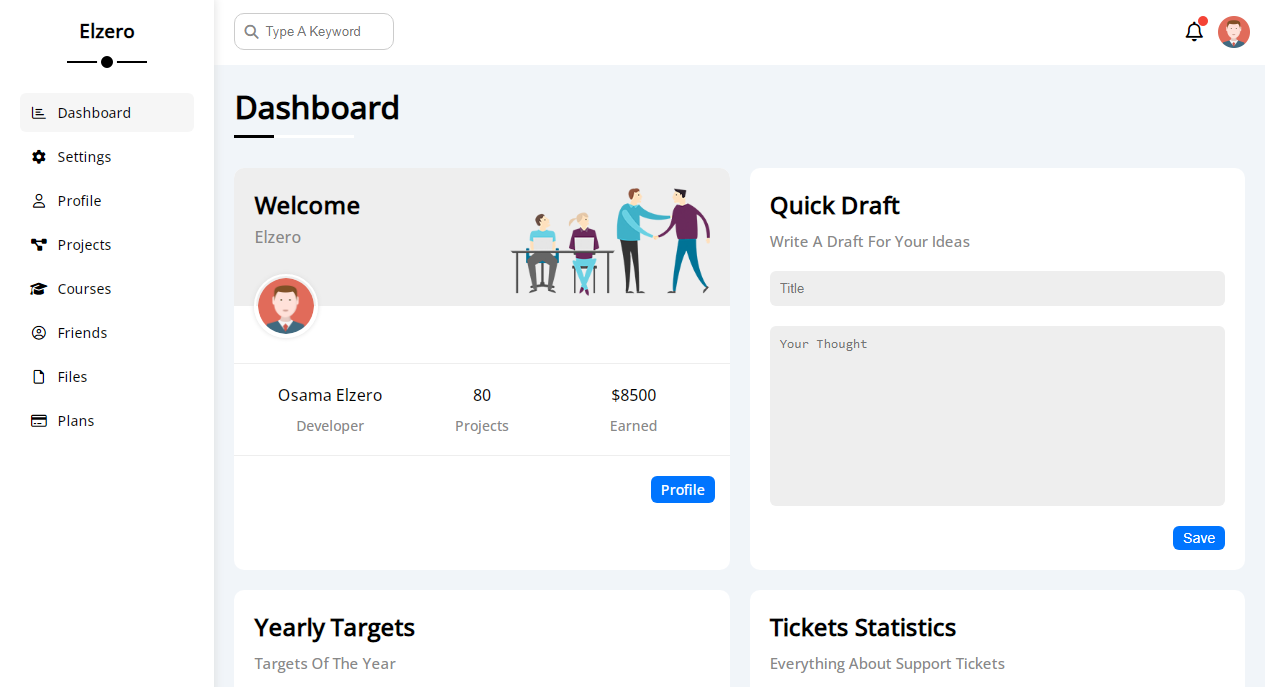 Elzero
Dashboard
Settings
Profile
Projects
Courses
Friends
Files
Plans
Type A Keyword
Dashboard
Welcome
Elzero
Osama Elzero
Developer
80
Projects
$8500
Earned
Profile
Quick Draft
Write A Draft For Your Ideas
Title
Your Thought
Save
Yearly Targets
Targets Of The Year
Tickets Statistics
Everything About Support Tickets